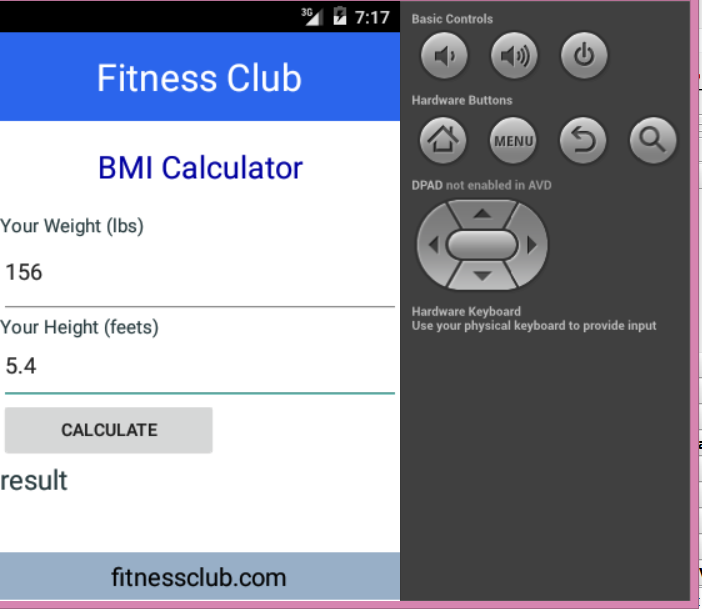 3G 7:17
Fitness Club
BMI Calculator
Your Weight (lbs)
156
Your Height (feets)
5.4
CALCULATE
result
fitnessclub.com
Basic Controls
Hardware Buttons
MENU
DPAD not enabled in AVD
Hardware Keyboard
Use your physical keyboard to provide input